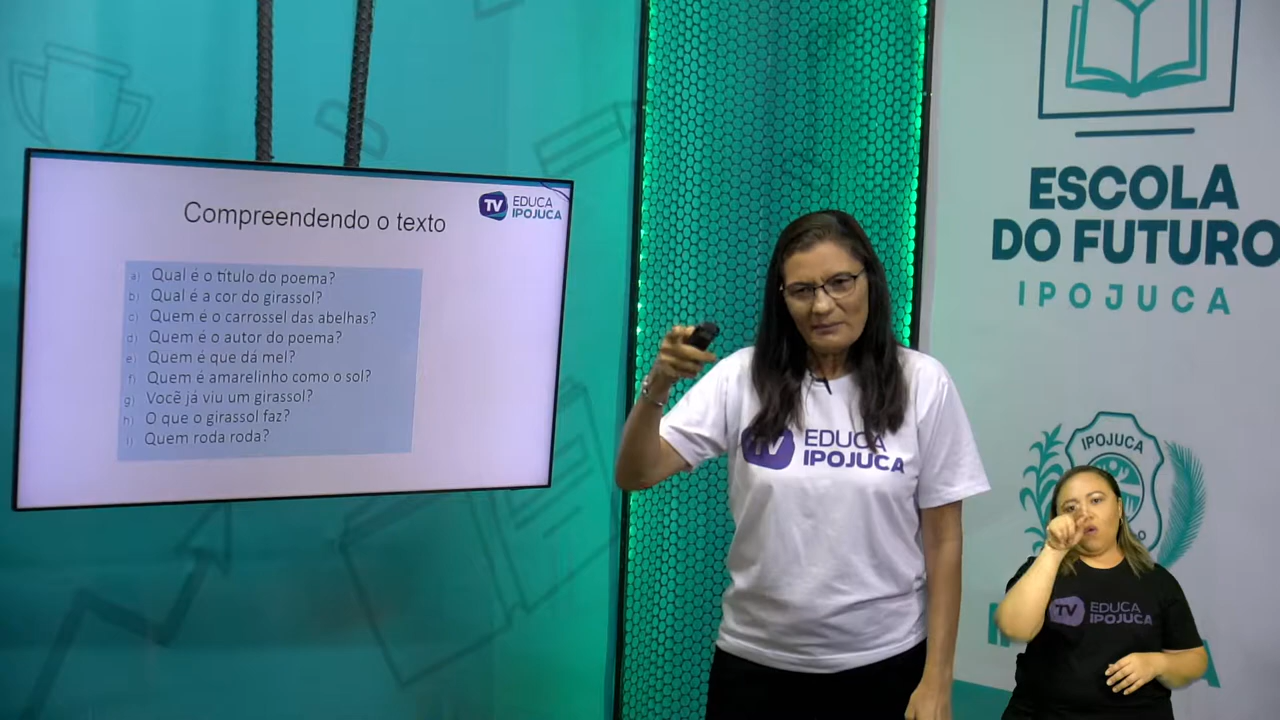 Compreendendo o texto
TV EDUCA
IPOJUCA
a) Qual é o título do poema?
b) Qual é a cor do girassol?
c) Quem é o carrossel das abelhas?
d) Quem é o autor do poema?
e) Quem é que dá mel?
f) Quem é amarelinho como o sol?
g) Você já viu um girassol?
h) O que o girassol faz?
i) Quem roda roda?
TV EDUCA
IPOJUCA
ESCOLA
DO FUTURO
IPOJUCA
IPOJUCA
TV EDUCA
IPOJUCA